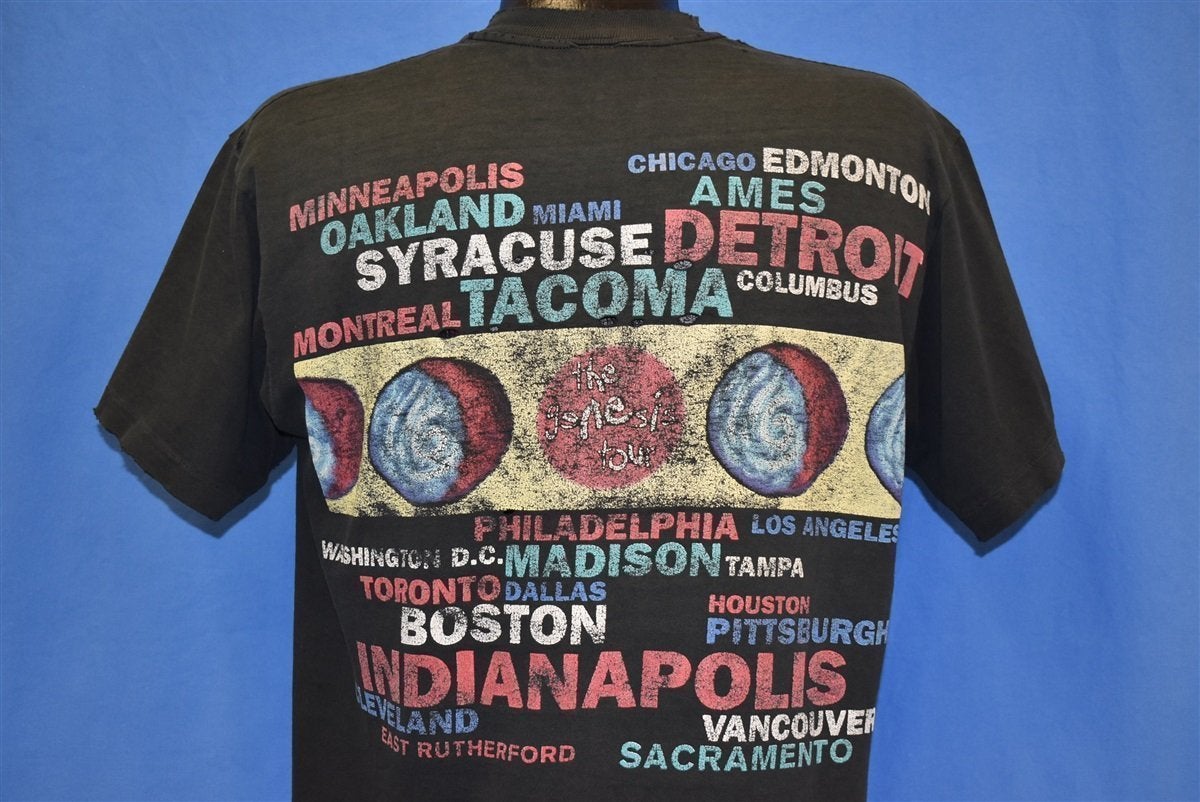 CHICAGO EDMONTON
MINNEAPOLIS AMES
OAKLAND MIAMI
SYRACUSE DETROIT
TACOMA COLUMBUS
MONTREAL
the
genesis
tour
PHILADELPHIA LOS ANGELES
WASHINGTON D.C. MADISON TAMPA
TORONTO DALLAS HOUSTON
BOSTON PITTSBURGH
INDIANAPOLIS
CLEVELAND VANCOUVER
EAST RUTHERFORD SACRAMENTO